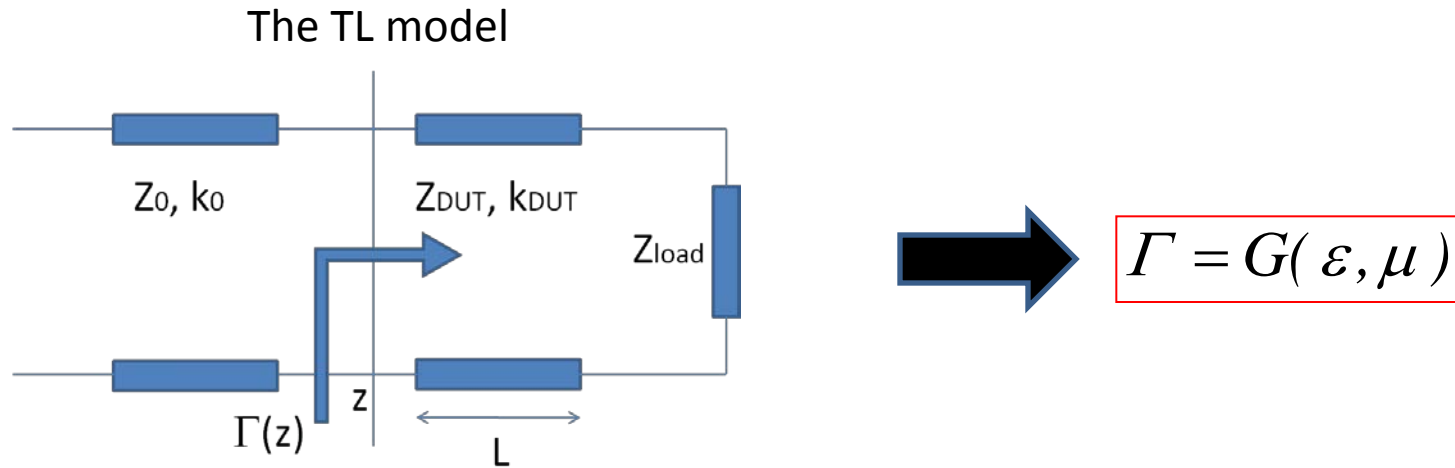 The TL model
Z0, k0
ZDUT, kDUT
Zload
Γ = G( ε, μ )
z
Γ(z)
L